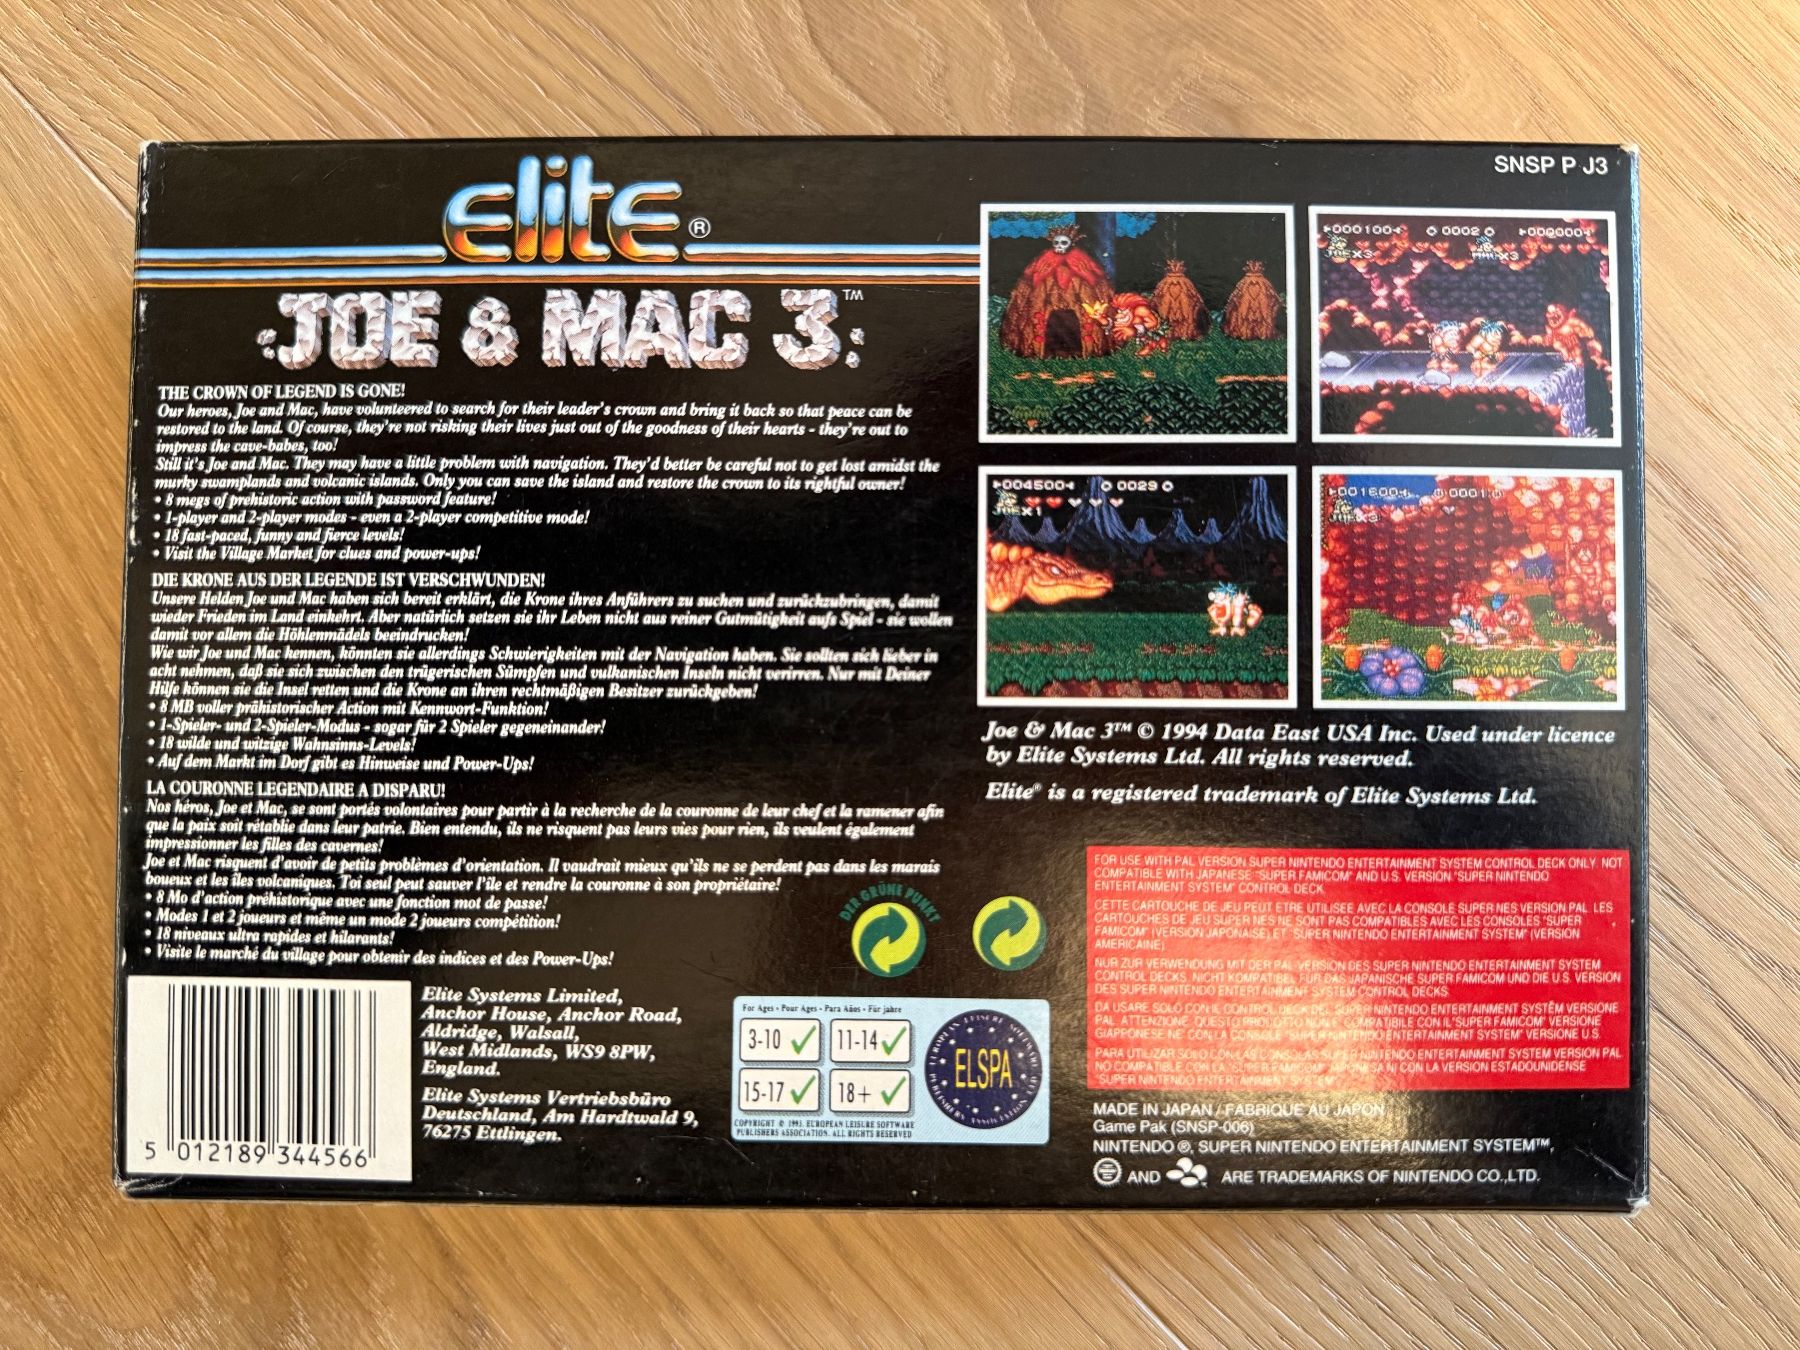 SNSP P J3
elite®
JOE & MAC 3™
THE CROWN OF LEGEND IS GONE!
Our heroes, Joe and Mac, have volunteered to search for their leader's crown and bring it back so that peace can be
restored to the land. Of course, they're not risking their lives just out of the goodness of their hearts - they're out to
impress the cave-babes, too!
Still it's Joe and Mac. They may have a little problem with navigation. They'd better be careful not to get lost amidst the
murky swamplands and volcanic islands. Only you can save the island and restore the crown to its rightful owner!
• 8 megs of prehistoric action with password feature!
• 1-player and 2-player modes - even a 2-player competitive mode!
• 18 fast-paced, funny and fierce levels!
• Visit the Village Market for clues and power-ups!
DIE KRONE AUS DER LEGENDE IST VERSCHWUNDEN!
Unsere Helden Joe und Mac haben sich bereit erklärt, die Krone ihres Anführers zu suchen und zurückzubringen, damit
wieder Frieden im Land einkehrt. Aber natürlich setzen sie ihr Leben nicht aus reiner Gutmütigkeit aufs Spiel - sie wollen
damit vor allem die Höhlenmädels beeindrucken!
Wie wir Joe und Mac kennen, könnten sie allerdings Schwierigkeiten mit der Navigation haben. Sie sollten sich lieber in
acht nehmen, daß sie sich zwischen den trügerischen Sümpfen und vulkanischen Inseln nicht verirren. Nur mit Deiner
Hilfe können sie die Insel retten und die Krone an ihren rechtmäßigen Besitzer zurückgeben!
• 8 MB voller prähistorischer Action mit Kennwort-Funktion!
• 1-Spieler- und 2-Spieler-Modus - sogar für 2 Spieler gegeneinander!
• 18 wilde und witzige Wahnsinns-Levels!
• Auf dem Markt im Dorf gibt es Hinweise und Power-Ups!
LA COURONNE LEGENDAIRE A DISPARU!
Nos héros, Joe et Mac, se sont portés volontaires pour partir à la recherche de la couronne de leur chef et la ramener afin
que la paix soit rétablie dans leur patrie. Bien entendu, ils ne risquent pas leurs vies pour rien, ils veulent également
impressionner les filles des cavernes!
Joe et Mac risquent d'avoir de petits problèmes d'orientation. Il vaudrait mieux qu'ils ne se perdent pas dans les marais
boueux et les îles volcaniques. Toi seul peut sauver l'île et rendre la couronne à son propriétaire!
• 8 Mo d'action préhistorique avec une fonction mot de passe!
• Modes 1 et 2 joueurs et même un mode 2 joueurs compétition!
• 18 niveaux ultra rapides et hilarants!
• Visite le marché du village pour obtenir des indices et des Power-Ups!
DER GRÜNE PUNKT
5 012189 344566
Elite Systems Limited,
Anchor House, Anchor Road,
Aldridge, Walsall,
West Midlands, WS9 8PW,
England.
Elite Systems Vertriebsbüro
Deutschland, Am Hardtwald 9,
76275 Ettlingen.
For Ages • Pour Ages • Para Años • Für jahre
3-10 11-14
15-17 18+
COPYRIGHT © 1993. EUROPEAN LEISURE SOFTWARE
PUBLISHERS ASSOCIATION. ALL RIGHTS RESERVED
EUROPEAN LEISURE SOFTWARE PUBLISHERS ASSOCIATION
ELSPA
0001004 0002 0000004
JOEX3 MACX3
0045004 0029
X1
0016004 0001
JOEX3
Joe & Mac 3™ © 1994 Data East USA Inc. Used under licence
by Elite Systems Ltd. All rights reserved.
Elite® is a registered trademark of Elite Systems Ltd.
FOR USE WITH PAL VERSION SUPER NINTENDO ENTERTAINMENT SYSTEM CONTROL DECK ONLY. NOT
COMPATIBLE WITH JAPANESE "SUPER FAMICOM" AND U.S. VERSION "SUPER NINTENDO
ENTERTAINMENT SYSTEM" CONTROL DECK
CETTE CARTOUCHE DE JEU PEUT ETRE UTILISEE AVEC LA CONSOLE SUPER NES VERSION PAL. LES
CARTOUCHES DE JEU SUPER NES NE SONT PAS COMPATIBLES AVEC LES CONSOLES "SUPER
FAMICOM" (VERSION JAPONAISE) ET "SUPER NINTENDO ENTERTAINMENT SYSTEM" (VERSION
AMERICAINE)
NUR ZUR VERWENDUNG MIT DER PAL VERSION DES SUPER NINTENDO ENTERTAINMENT SYSTEM
CONTROL DECKS. NICHT KOMPATIBEL FUR DAS JAPANISCHE SUPER FAMICOM UND DIE U.S. VERSION
DES SUPER NINTENDO ENTERTAINMENT SYSTEM CONTROL DECKS
DA USARE SOLO CON IL CONTROL DECK DEL SUPER NINTENDO ENTERTAINMENT SYSTEM VERSIONE
PAL. ATTENZIONE: QUESTO PRODOTTO NON E' COMPATIBILE CON IL "SUPER FAMICOM" VERSIONE
GIAPPONESE NE' CON LA CONSOLE "SUPER NINTENDO ENTERTAINMENT SYSTEM" VERSIONE U.S.
PARA UTILIZAR SOLO CON LAS CONSOLAS SUPER NINTENDO ENTERTAINMENT SYSTEM VERSION PAL
NO COMPATIBLE CON LA "SUPER FAMICOM" JAPONESA NI CON LA VERSION ESTADOUNIDENSE
"SUPER NINTENDO ENTERTAINMENT SYSTEM"
MADE IN JAPAN / FABRIQUE AU JAPON
Game Pak (SNSP-006)
NINTENDO ®, SUPER NINTENDO ENTERTAINMENT SYSTEM™,
AND ARE TRADEMARKS OF NINTENDO CO.,LTD.